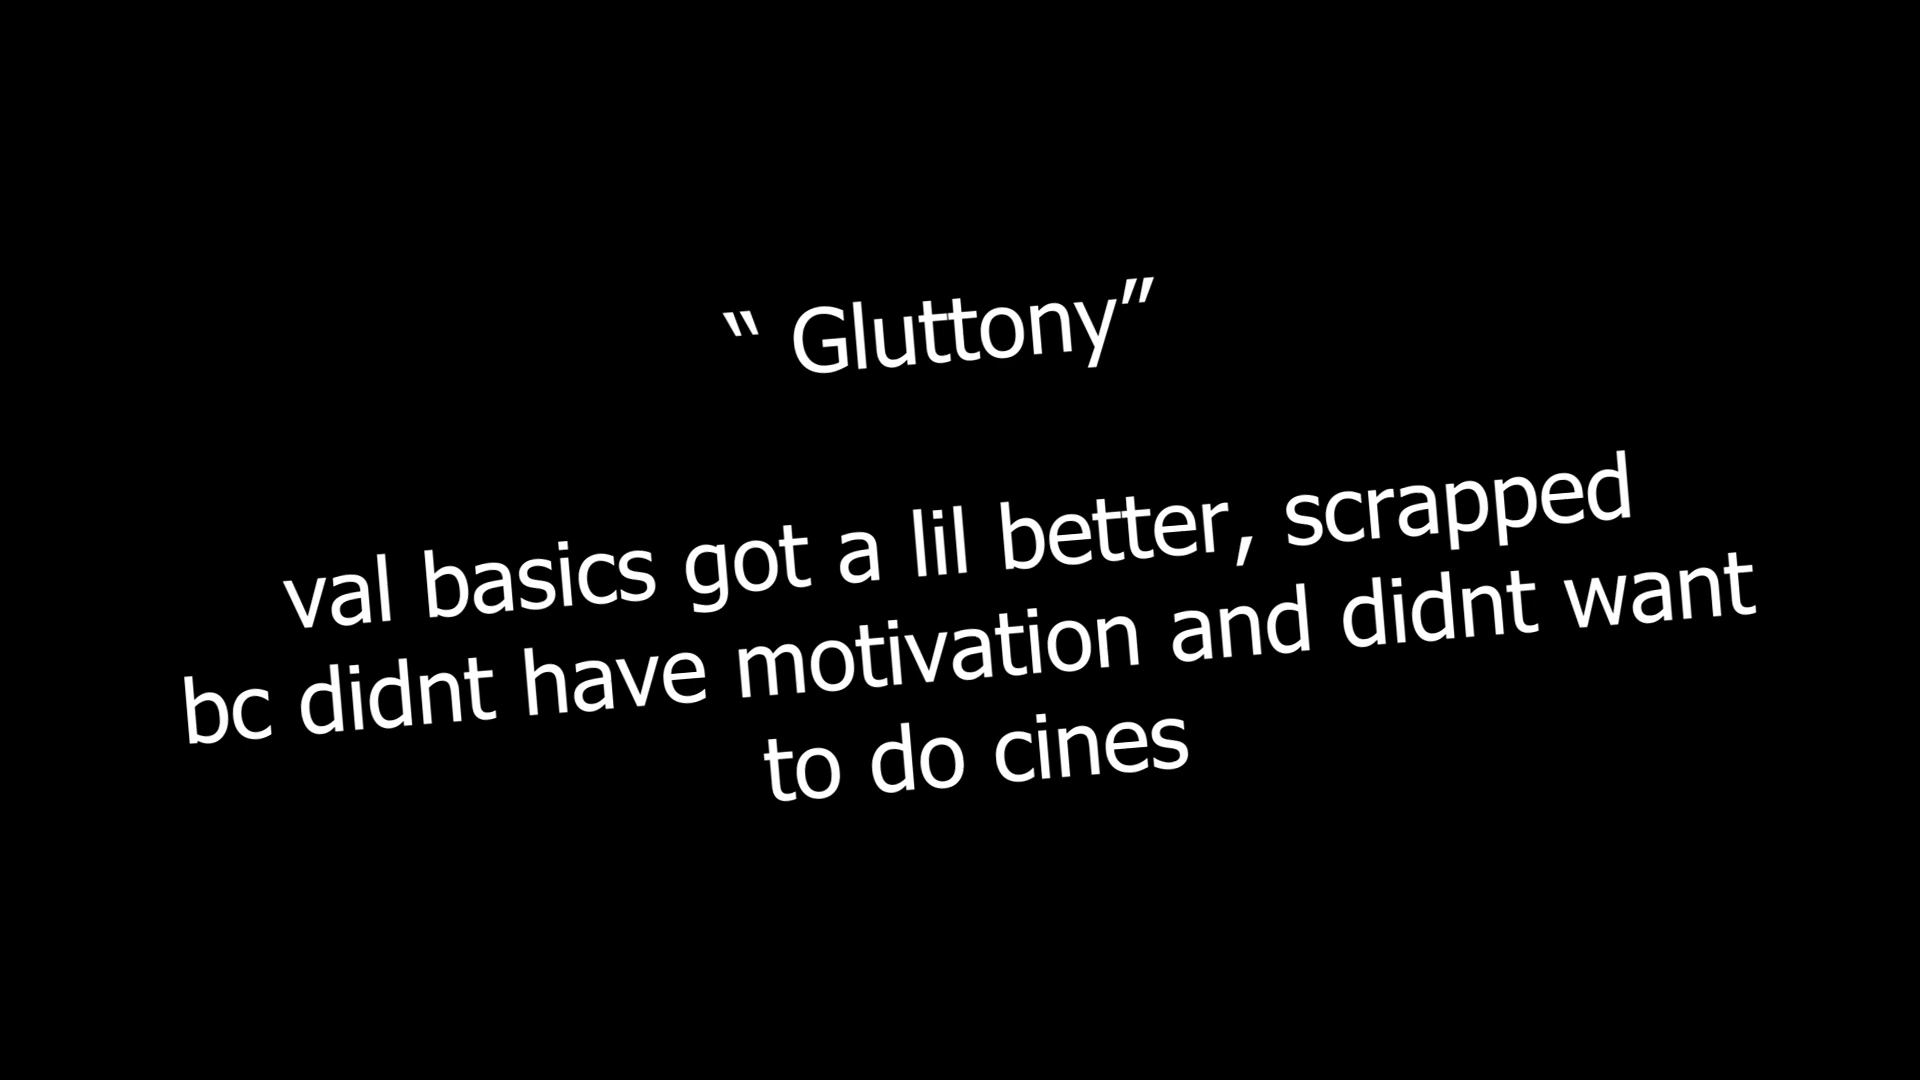 “ Gluttony”
val basics got a lil better, scrapped
bc didnt have motivation and didnt want
to do cines